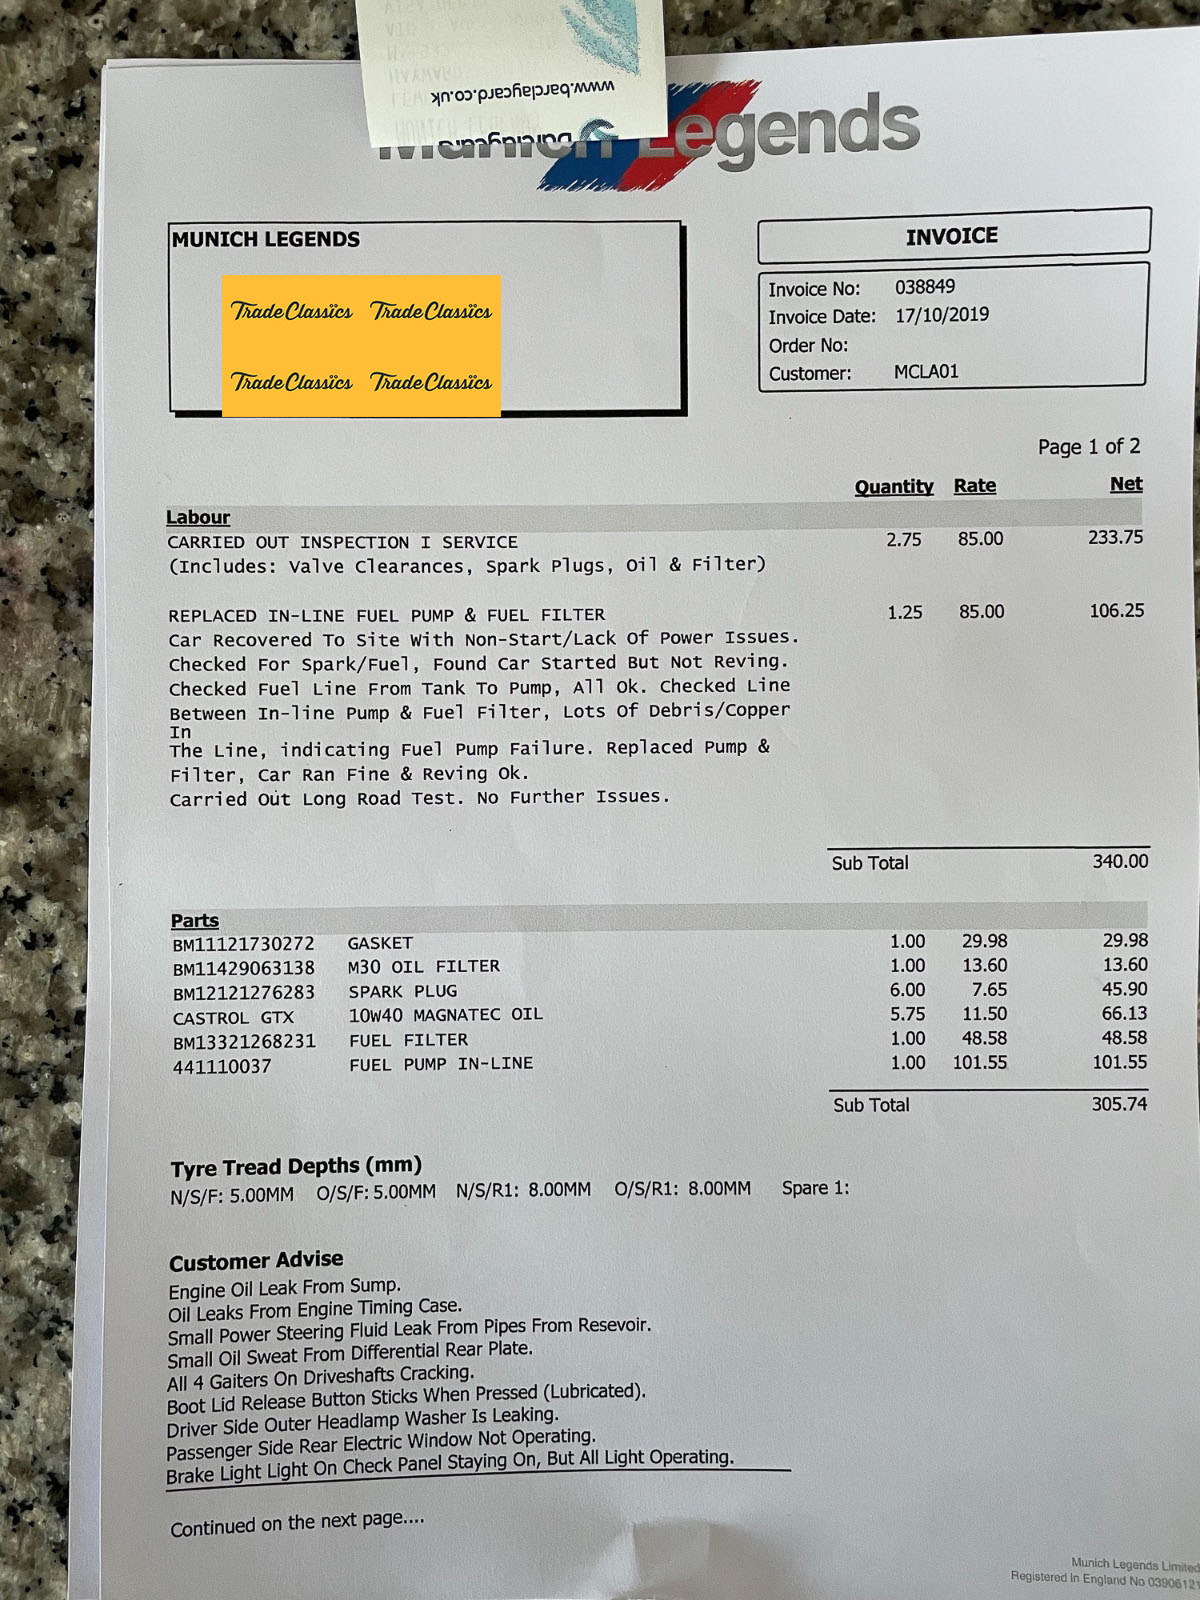 www.barclaycard.co.uk
barclaycard
Munich Legends
MUNICH LEGENDS
Trade Classics Trade Classics
Trade Classics Trade Classics
INVOICE
Invoice No: 038849
Invoice Date: 17/10/2019
Order No:
Customer: MCLA01
Page 1 of 2
Quantity Rate Net
Labour
CARRIED OUT INSPECTION I SERVICE 2.75 85.00 233.75
(Includes: Valve Clearances, Spark Plugs, Oil & Filter)
REPLACED IN-LINE FUEL PUMP & FUEL FILTER 1.25 85.00 106.25
Car Recovered To Site With Non-Start/Lack Of Power Issues.
Checked For Spark/Fuel, Found Car Started But Not Reving.
Checked Fuel Line From Tank To Pump, All Ok. Checked Line
Between In-line Pump & Fuel Filter, Lots Of Debris/Copper
In
The Line, indicating Fuel Pump Failure. Replaced Pump &
Filter, Car Ran Fine & Reving Ok.
Carried Out Long Road Test. No Further Issues.
Sub Total 340.00
Parts
BM11121730272 GASKET 1.00 29.98 29.98
BM11429063138 M30 OIL FILTER 1.00 13.60 13.60
BM12121276283 SPARK PLUG 6.00 7.65 45.90
CASTROL GTX 10W40 MAGNATEC OIL 5.75 11.50 66.13
BM13321268231 FUEL FILTER 1.00 48.58 48.58
441110037 FUEL PUMP IN-LINE 1.00 101.55 101.55
Sub Total 305.74
Tyre Tread Depths (mm)
N/S/F: 5.00MM O/S/F: 5.00MM N/S/R1: 8.00MM O/S/R1: 8.00MM Spare 1:
Customer Advise
Engine Oil Leak From Sump.
Oil Leaks From Engine Timing Case.
Small Power Steering Fluid Leak From Pipes From Resevoir.
Small Oil Sweat From Differential Rear Plate.
All 4 Gaiters On Driveshafts Cracking.
Boot Lid Release Button Sticks When Pressed (Lubricated).
Driver Side Outer Headlamp Washer Is Leaking.
Passenger Side Rear Electric Window Not Operating.
Brake Light Light On Check Panel Staying On, But All Light Operating.
Continued on the next page....
Munich Legends Limited
Registered In England No 03906121